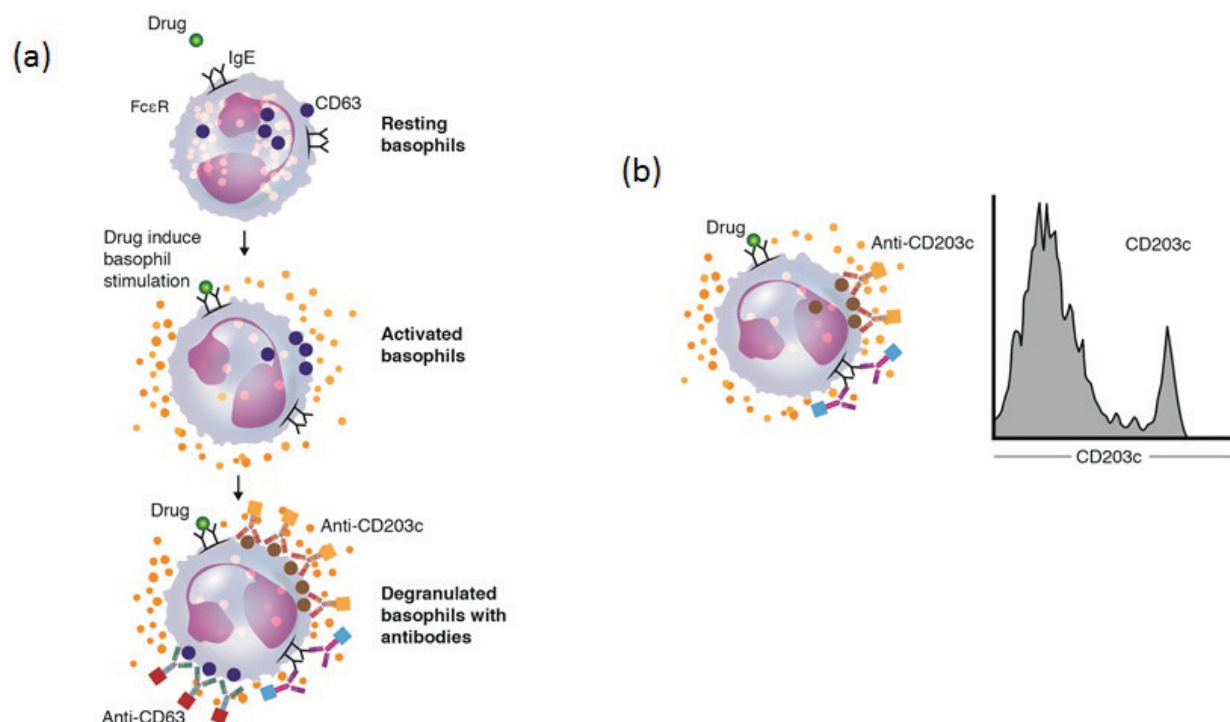 (a)
Drug
IgE
FcεR
CD63
Resting
basophils
Drug induce
basophil
stimulation
Activated
basophils
Drug
Anti-CD203c
Degranulated
basophils with
antibodies
Anti-CD63
(b)
Drug
Anti-CD203c
CD203c
CD203c